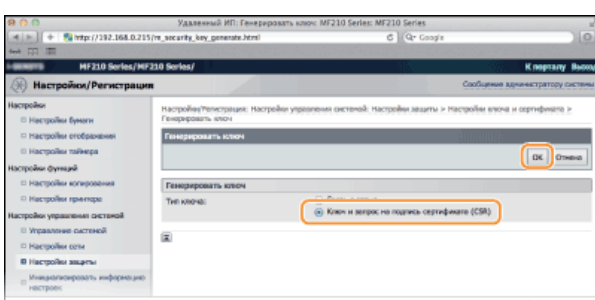 Удаленный ИП: Генерировать ключ: MF210 Series: MF210 Series
http://192.168.0.215/m_security_key_generate.html
Google
MF210 Series/MF210 Series/
К порталу Выход
Настройки/Регистрация
Сообщение администратору системы
Настройки
Настройки бумаги
Настройки отображения
Настройки таймера
Настройки функций
Настройки копирования
Настройки принтера
Настройки управления системой
Управление системой
Настройки сети
Настройки защиты
Инициализировать информацию
настроек
Настройки/Регистрация: Настройки управления системой: Настройки защиты > Настройки ключа и сертификата >
Генерировать ключ
Генерировать ключ
OK
Отмена
Генерировать ключ
Тип ключа:
Ключ и запрос на подпись сертификата (CSR)